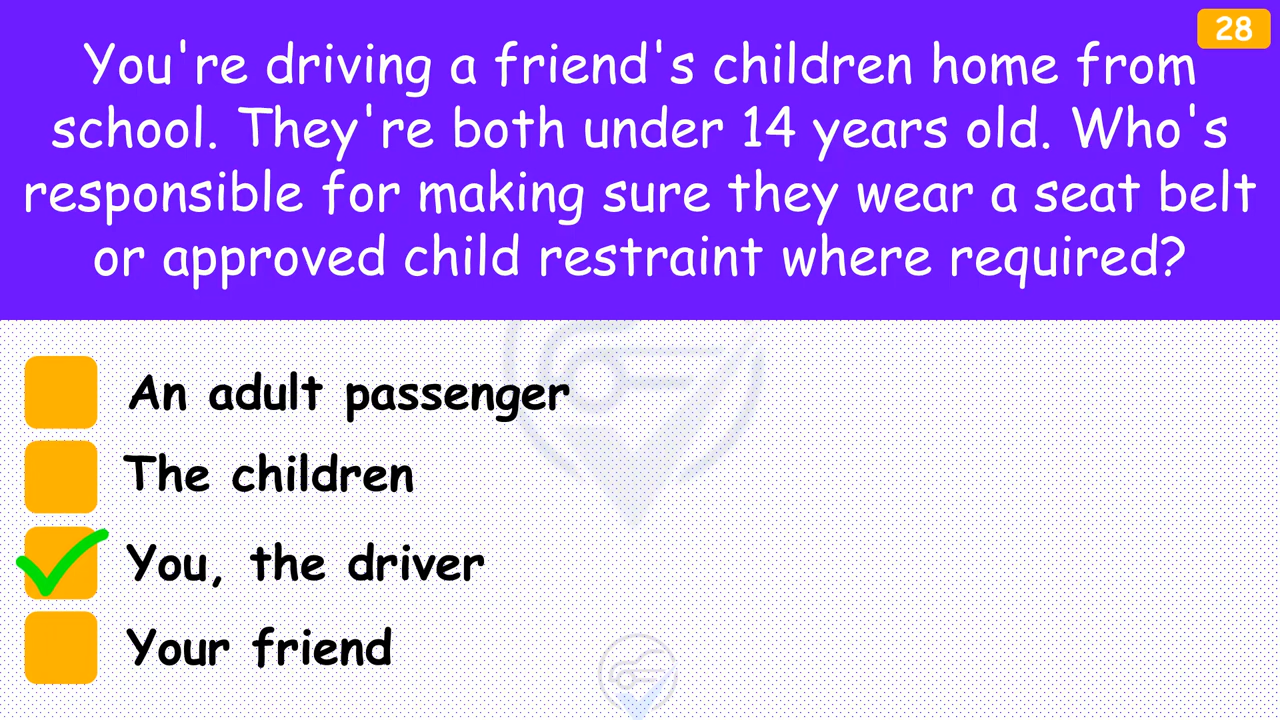 28
You're driving a friend's children home from
school. They're both under 14 years old. Who's
responsible for making sure they wear a seat belt
or approved child restraint where required?
An adult passenger
The children
You, the driver
Your friend